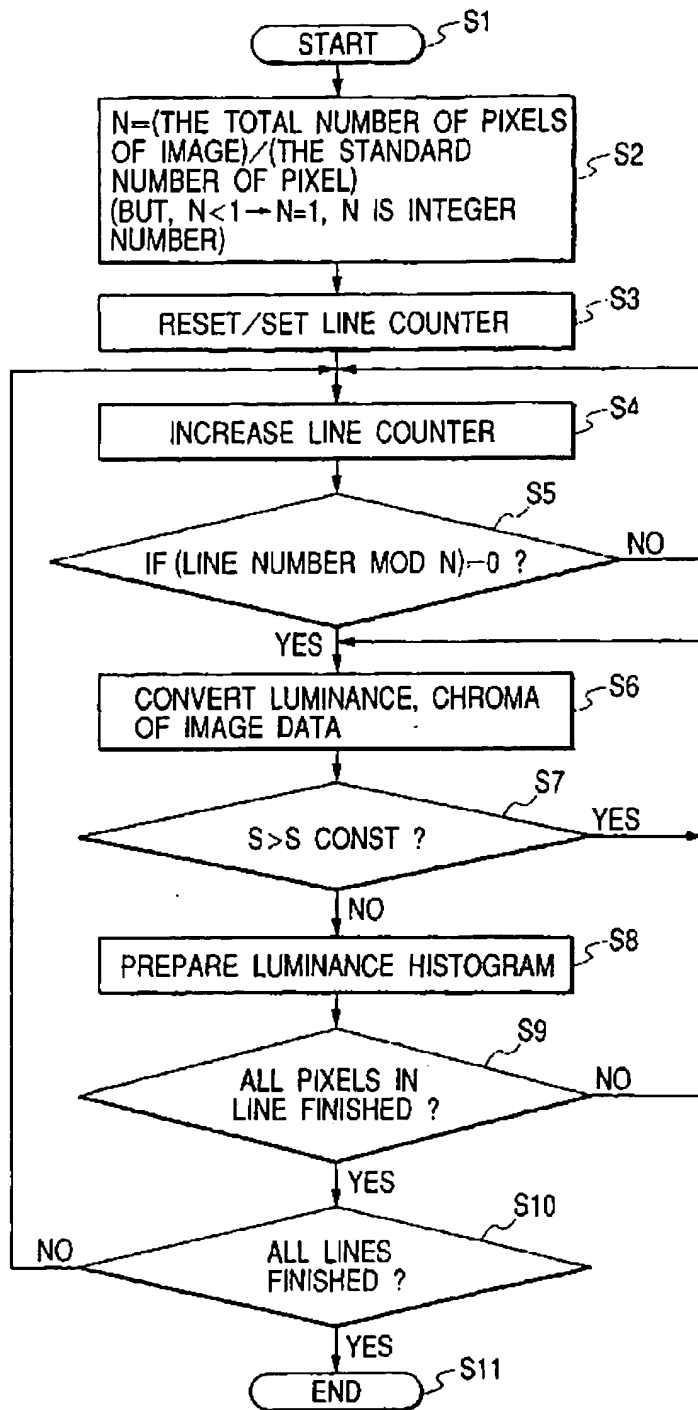 START
S1
N=(THE TOTAL NUMBER OF PIXELS
OF IMAGE)/(THE STANDARD
NUMBER OF PIXEL)
(BUT, N<1→N=1, N IS INTEGER
NUMBER)
S2
RESET/SET LINE COUNTER
S3
INCREASE LINE COUNTER
S4
IF (LINE NUMBER MOD N)=0 ?
S5
NO
YES
CONVERT LUMINANCE, CHROMA
OF IMAGE DATA
S6
S>S CONST ?
S7
YES
NO
PREPARE LUMINANCE HISTOGRAM
S8
ALL PIXELS IN
LINE FINISHED ?
S9
NO
YES
ALL LINES
FINISHED ?
S10
NO
YES
END
S11